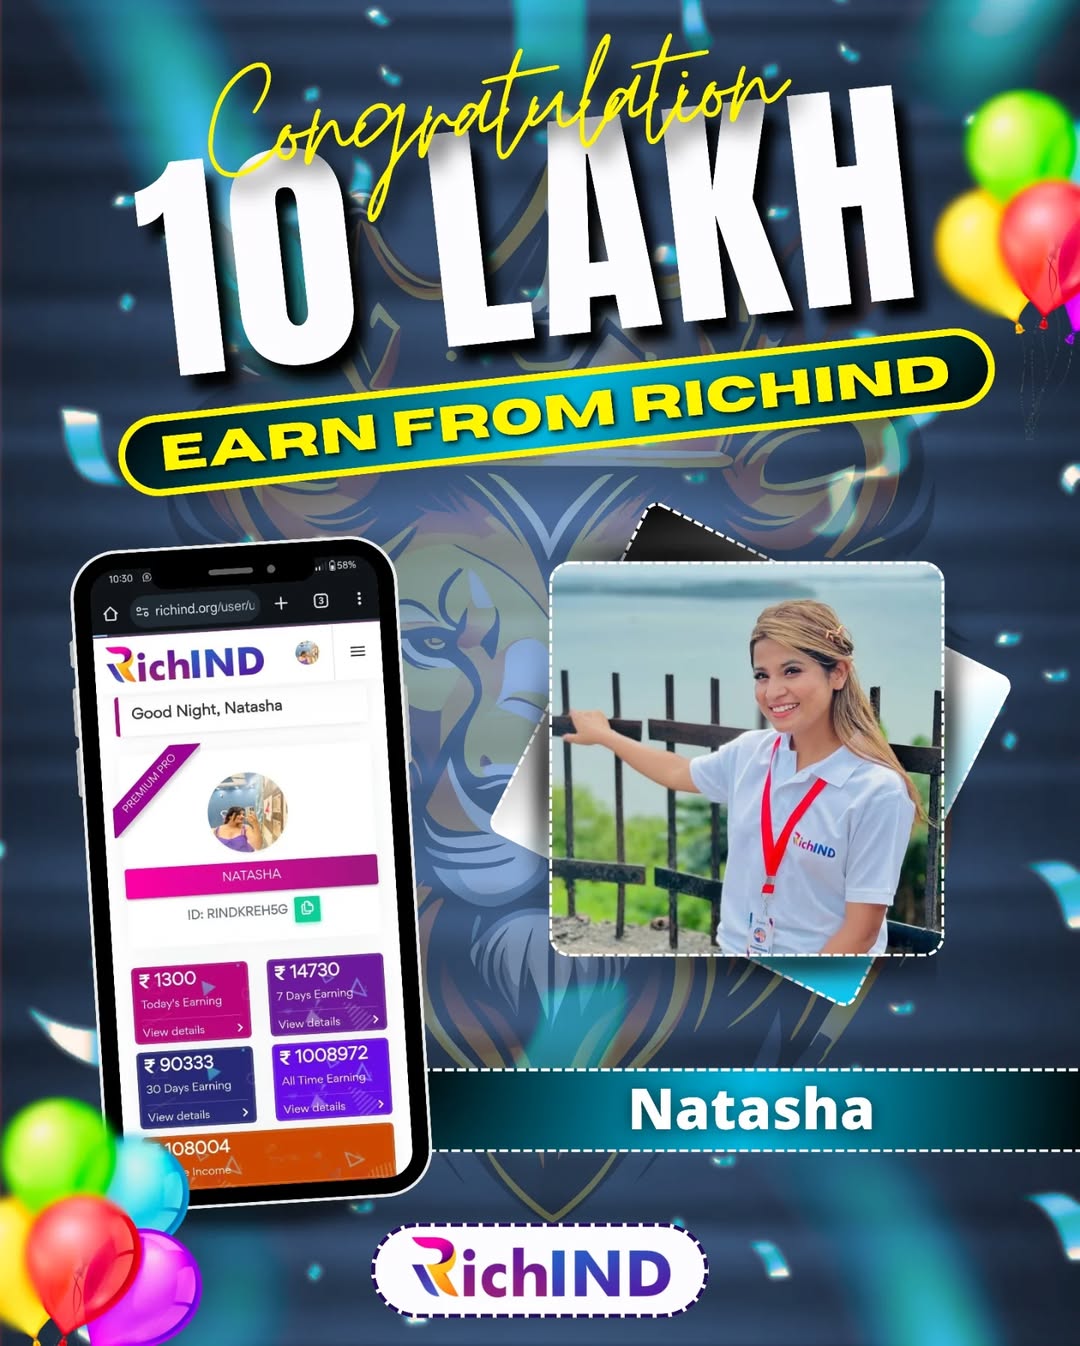 Congratulation
10 LAKH
EARN FROM RICHIND
10:30
58%
richind.org/user/u
3
RichIND
Good Night, Natasha
PREMIUM PRO
NATASHA
ID: RINDKREH5G
₹ 1300
Today's Earning
View details
₹ 14730
7 Days Earning
View details
₹ 90333
30 Days Earning
View details
₹ 1008972
All Time Earning
View details
108004
Income
RichIND
Natasha
RichIND